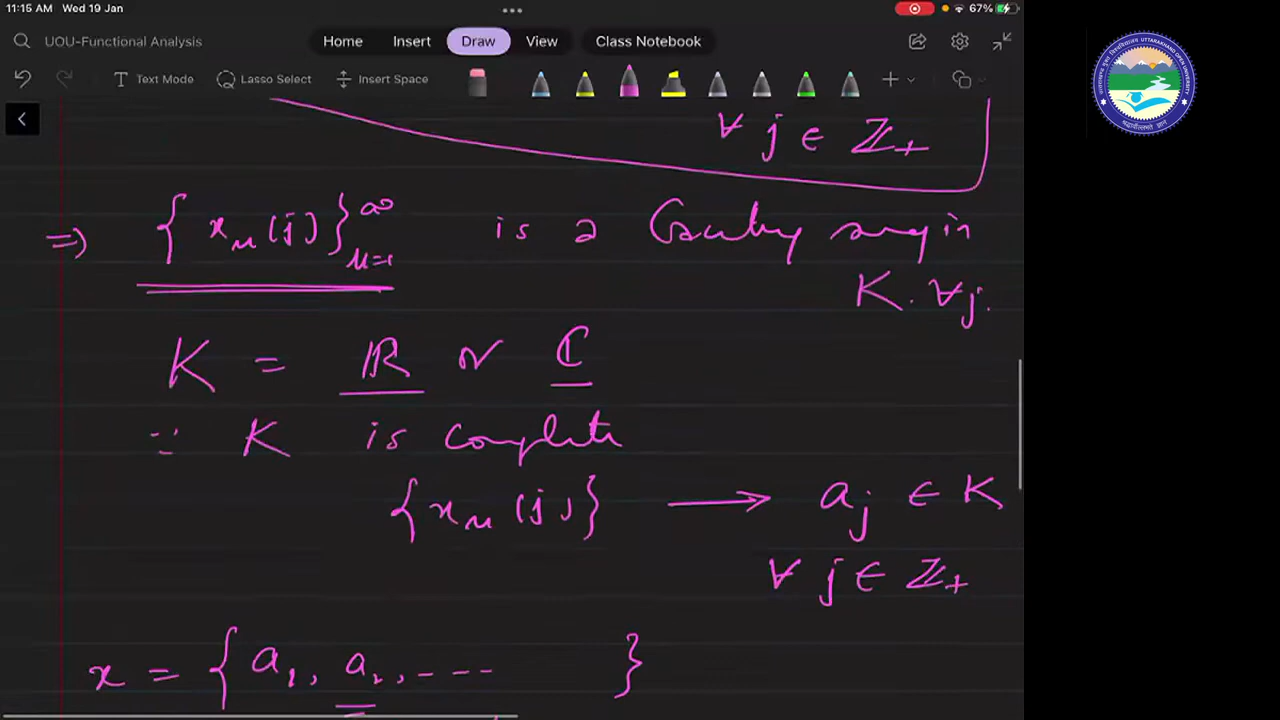 11:15 AM Wed 19 Jan
67%
UOU-Functional Analysis
Home Insert Draw View Class Notebook
Text Mode Lasso Select Insert Space
∀ j ∈ ℤ+
⇒ { xₙ(j) }ₙ₌₁^∞ is a Cauchy seq in
K. ∀j.
K = ℝ or ℂ
∵ K is complete
{xₙ(j)} → aⱼ ∈ K
∀ j ∈ ℤ+
x = { a₁, a₂, ---- }